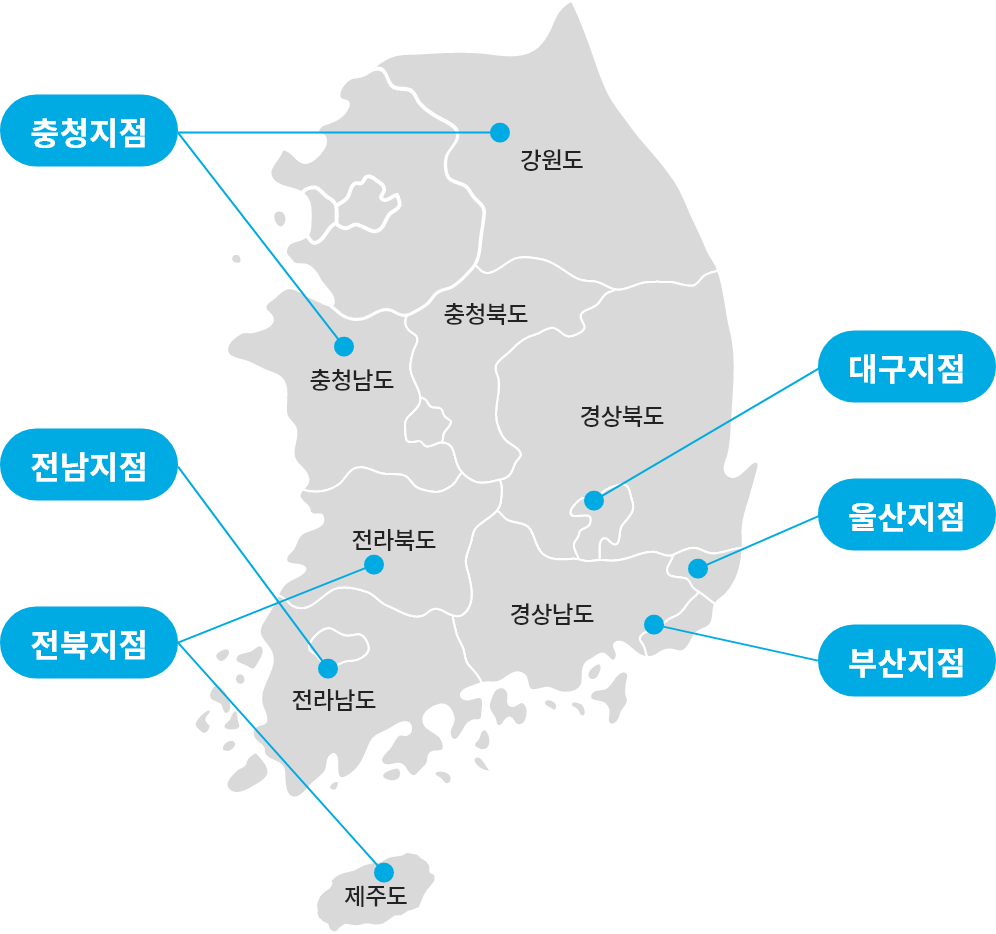 충청지점
강원도
충청북도
충청남도
대구지점
경상북도
전남지점
울산지점
전라북도
경상남도
전북지점
부산지점
전라남도
제주도